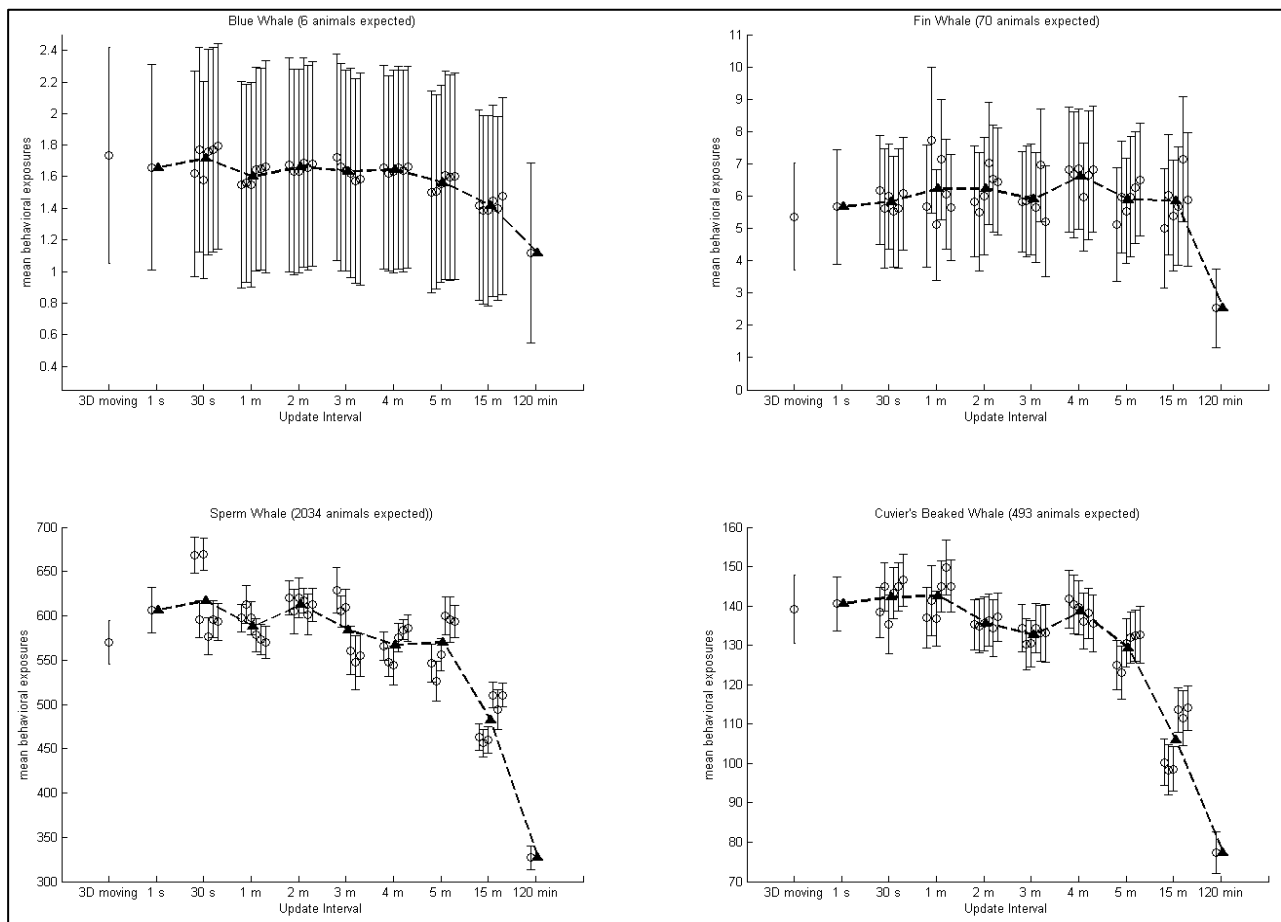 Blue Whale (6 animals expected)
mean behavioral exposures
2.4
2.2
2
1.8
1.6
1.4
1.2
1
0.8
0.6
0.4
3D moving 1 s 30 s 1 m 2 m 3 m 4 m 5 m 15 m 120 min
Update Interval
Fin Whale (70 animals expected)
mean behavioral exposures
11
10
9
8
7
6
5
4
3
2
1
0
3D moving 1 s 30 s 1 m 2 m 3 m 4 m 5 m 15 m 120 min
Update Interval
Sperm Whale (2034 animals expected))
mean behavioral exposures
700
650
600
550
500
450
400
350
300
3D moving 1 s 30 s 1 m 2 m 3 m 4 m 5 m 15 m 120 min
Update Interval
Cuvier's Beaked Whale (493 animals expected)
mean behavioral exposures
160
150
140
130
120
110
100
90
80
70
3D moving 1 s 30 s 1 m 2 m 3 m 4 m 5 m 15 m 120 min
Update Interval